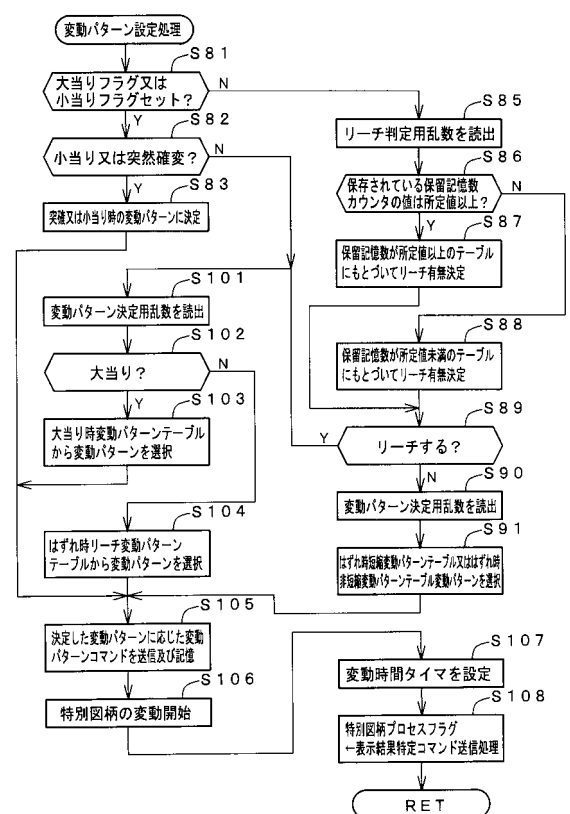 変動パターン設定処理
S81
大当りフラグ又は
小当りフラグセット?
N
Y
S82
小当り又は突然確変?
N
Y
S83
突確又は小当り時の変動パターンに決定
S85
リーチ判定用乱数を読出
S86
保存されている保留記憶数
カウンタの値は所定値以上?
N
Y
S87
保留記憶数が所定値以上のテーブル
にもとづいてリーチ有無決定
S88
保留記憶数が所定値未満のテーブル
にもとづいてリーチ有無決定
S89
リーチする?
Y
N
S90
変動パターン決定用乱数を読出
S91
はずれ時短縮変動パターンテーブル又ははずれ時
非短縮変動パターンテーブル変動パターンを選択
S101
変動パターン決定用乱数を読出
S102
大当り?
N
Y
S103
大当り時変動パターンテーブル
から変動パターンを選択
S104
はずれ時リーチ変動パターン
テーブルから変動パターンを選択
S105
決定した変動パターンに応じた変動
パターンコマンドを送信及び記憶
S106
特別図柄の変動開始
S107
変動時間タイマを設定
S108
特別図柄プロセスフラグ
←表示結果特定コマンド送信処理
RET